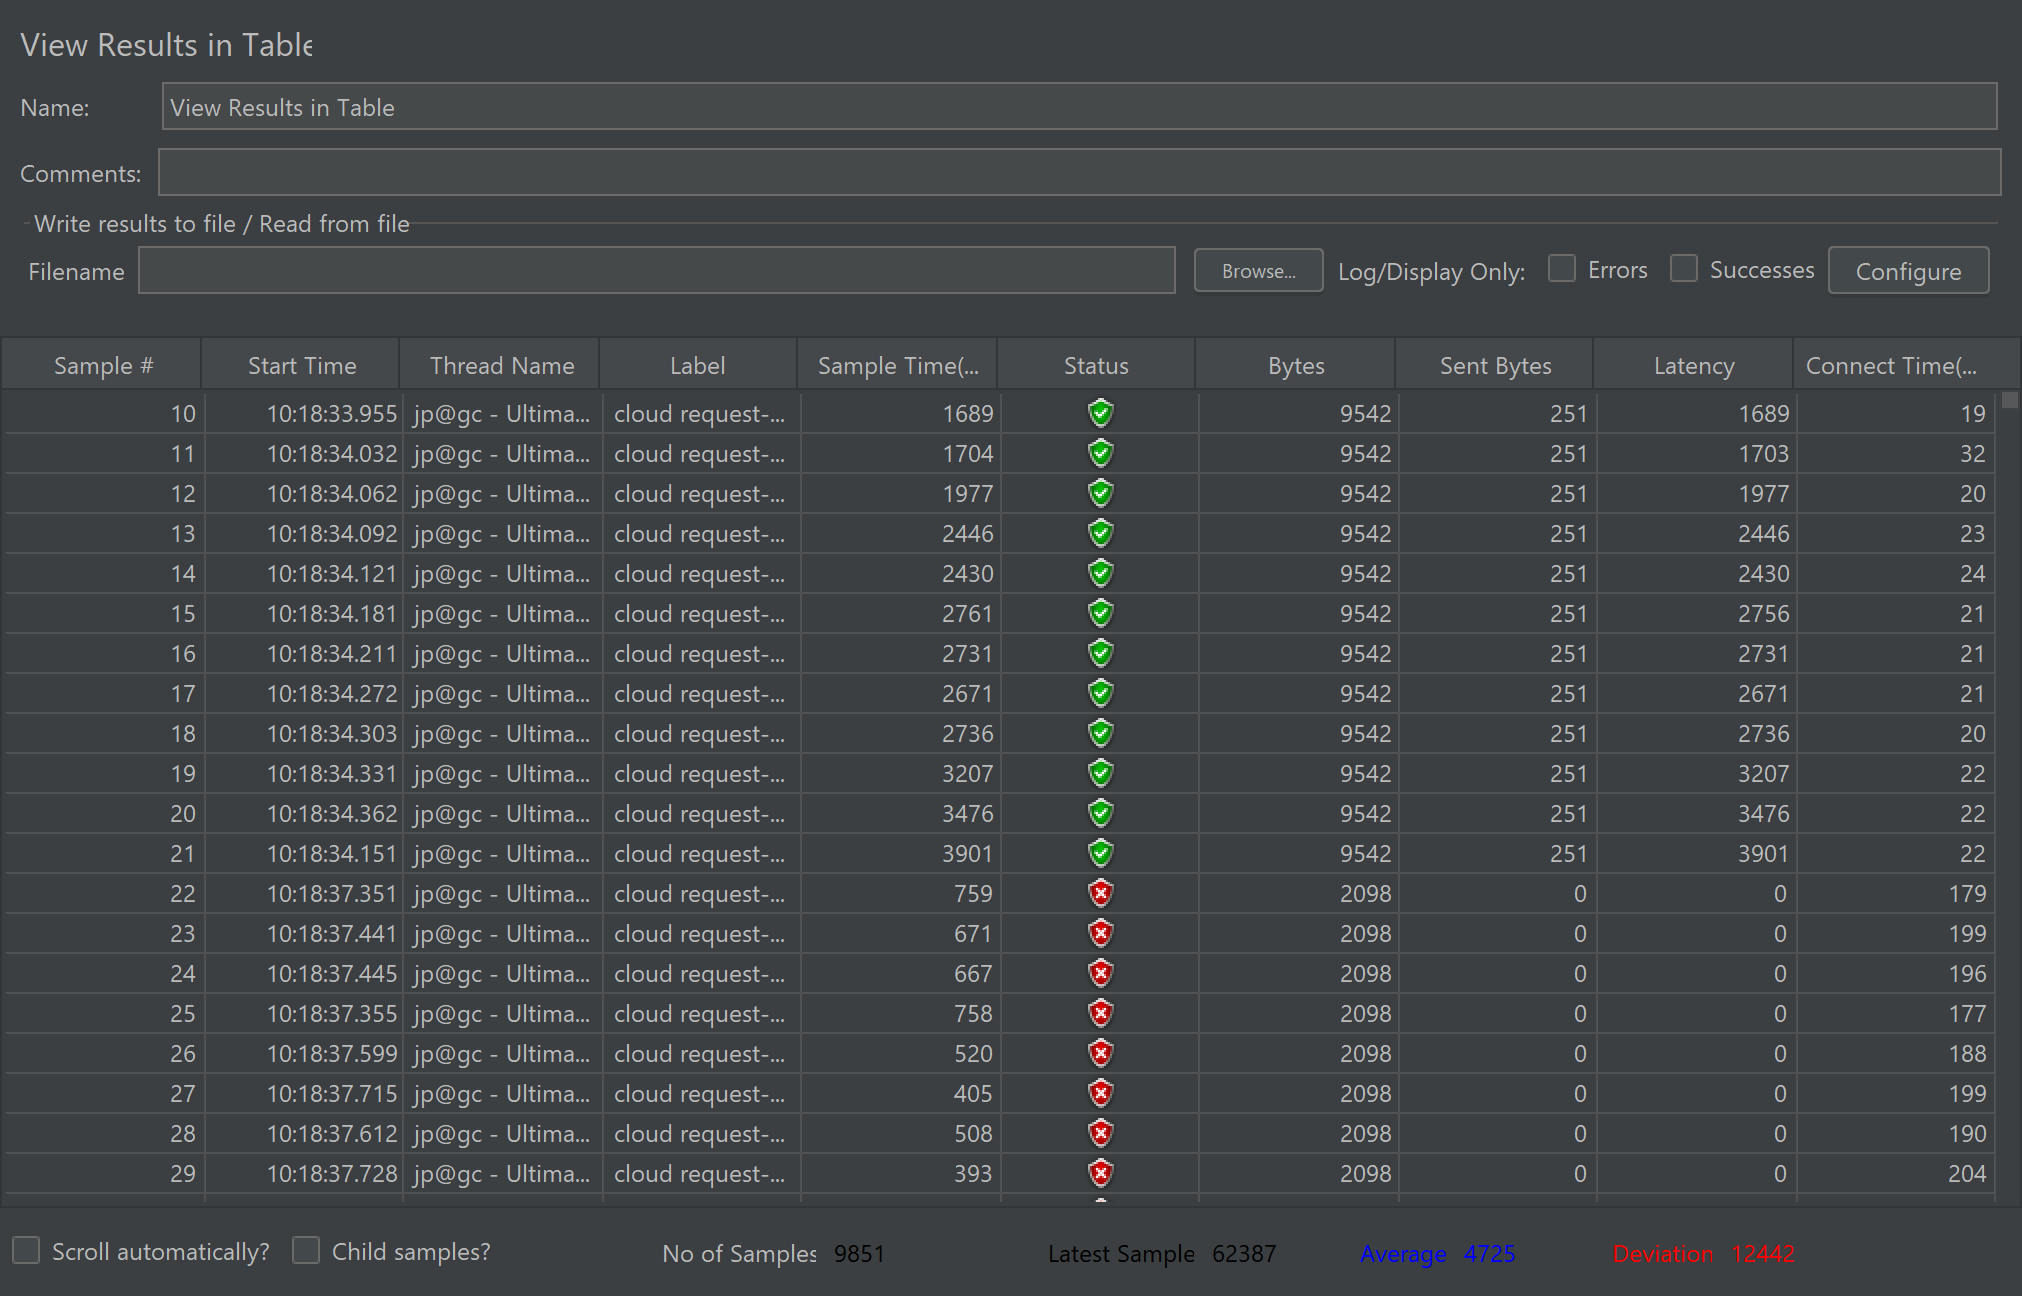 View Results in Table
Name: View Results in Table
Comments:
Write results to file / Read from file
Filename Browse... Log/Display Only: Errors Successes Configure
Sample # Start Time Thread Name Label Sample Time(... Status Bytes Sent Bytes Latency Connect Time(...
10 10:18:33.955 jp@gc - Ultima... cloud request-... 1689 9542 251 1689 19
11 10:18:34.032 jp@gc - Ultima... cloud request-... 1704 9542 251 1703 32
12 10:18:34.062 jp@gc - Ultima... cloud request-... 1977 9542 251 1977 20
13 10:18:34.092 jp@gc - Ultima... cloud request-... 2446 9542 251 2446 23
14 10:18:34.121 jp@gc - Ultima... cloud request-... 2430 9542 251 2430 24
15 10:18:34.181 jp@gc - Ultima... cloud request-... 2761 9542 251 2756 21
16 10:18:34.211 jp@gc - Ultima... cloud request-... 2731 9542 251 2731 21
17 10:18:34.272 jp@gc - Ultima... cloud request-... 2671 9542 251 2671 21
18 10:18:34.303 jp@gc - Ultima... cloud request-... 2736 9542 251 2736 20
19 10:18:34.331 jp@gc - Ultima... cloud request-... 3207 9542 251 3207 22
20 10:18:34.362 jp@gc - Ultima... cloud request-... 3476 9542 251 3476 22
21 10:18:34.151 jp@gc - Ultima... cloud request-... 3901 9542 251 3901 22
22 10:18:37.351 jp@gc - Ultima... cloud request-... 759 2098 0 0 179
23 10:18:37.441 jp@gc - Ultima... cloud request-... 671 2098 0 0 199
24 10:18:37.445 jp@gc - Ultima... cloud request-... 667 2098 0 0 196
25 10:18:37.355 jp@gc - Ultima... cloud request-... 758 2098 0 0 177
26 10:18:37.599 jp@gc - Ultima... cloud request-... 520 2098 0 0 188
27 10:18:37.715 jp@gc - Ultima... cloud request-... 405 2098 0 0 199
28 10:18:37.612 jp@gc - Ultima... cloud request-... 508 2098 0 0 190
29 10:18:37.728 jp@gc - Ultima... cloud request-... 393 2098 0 0 204
Scroll automatically? Child samples? No of Samples 9851 Latest Sample 62387 Average 4725 Deviation 12442